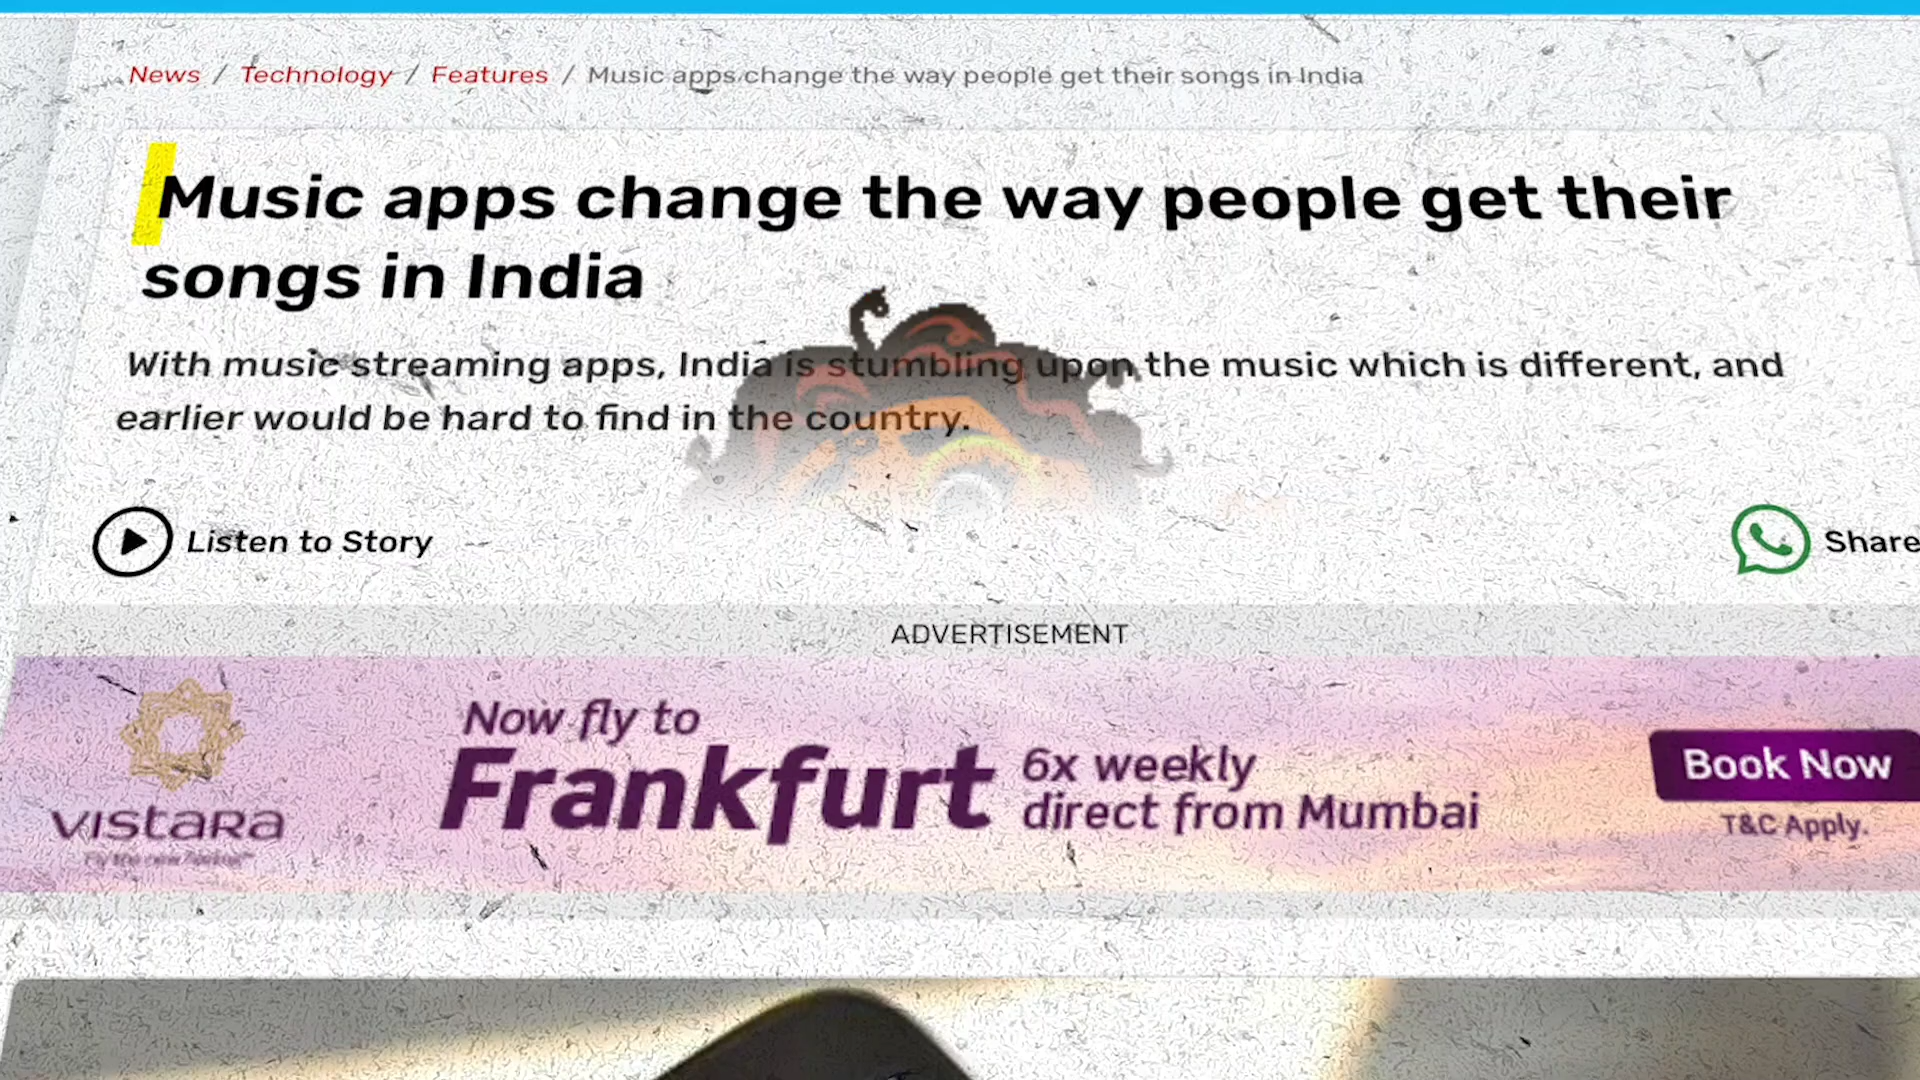 News / Technology / Features / Music apps change the way people get their songs in India
Music apps change the way people get their
songs in India
With music streaming apps, India is stumbling upon the music which is different, and
earlier would be hard to find in the country.
Listen to Story
Share
ADVERTISEMENT
VISTARA
Now fly to
Frankfurt
6x weekly
direct from Mumbai
Book Now
T&C Apply.